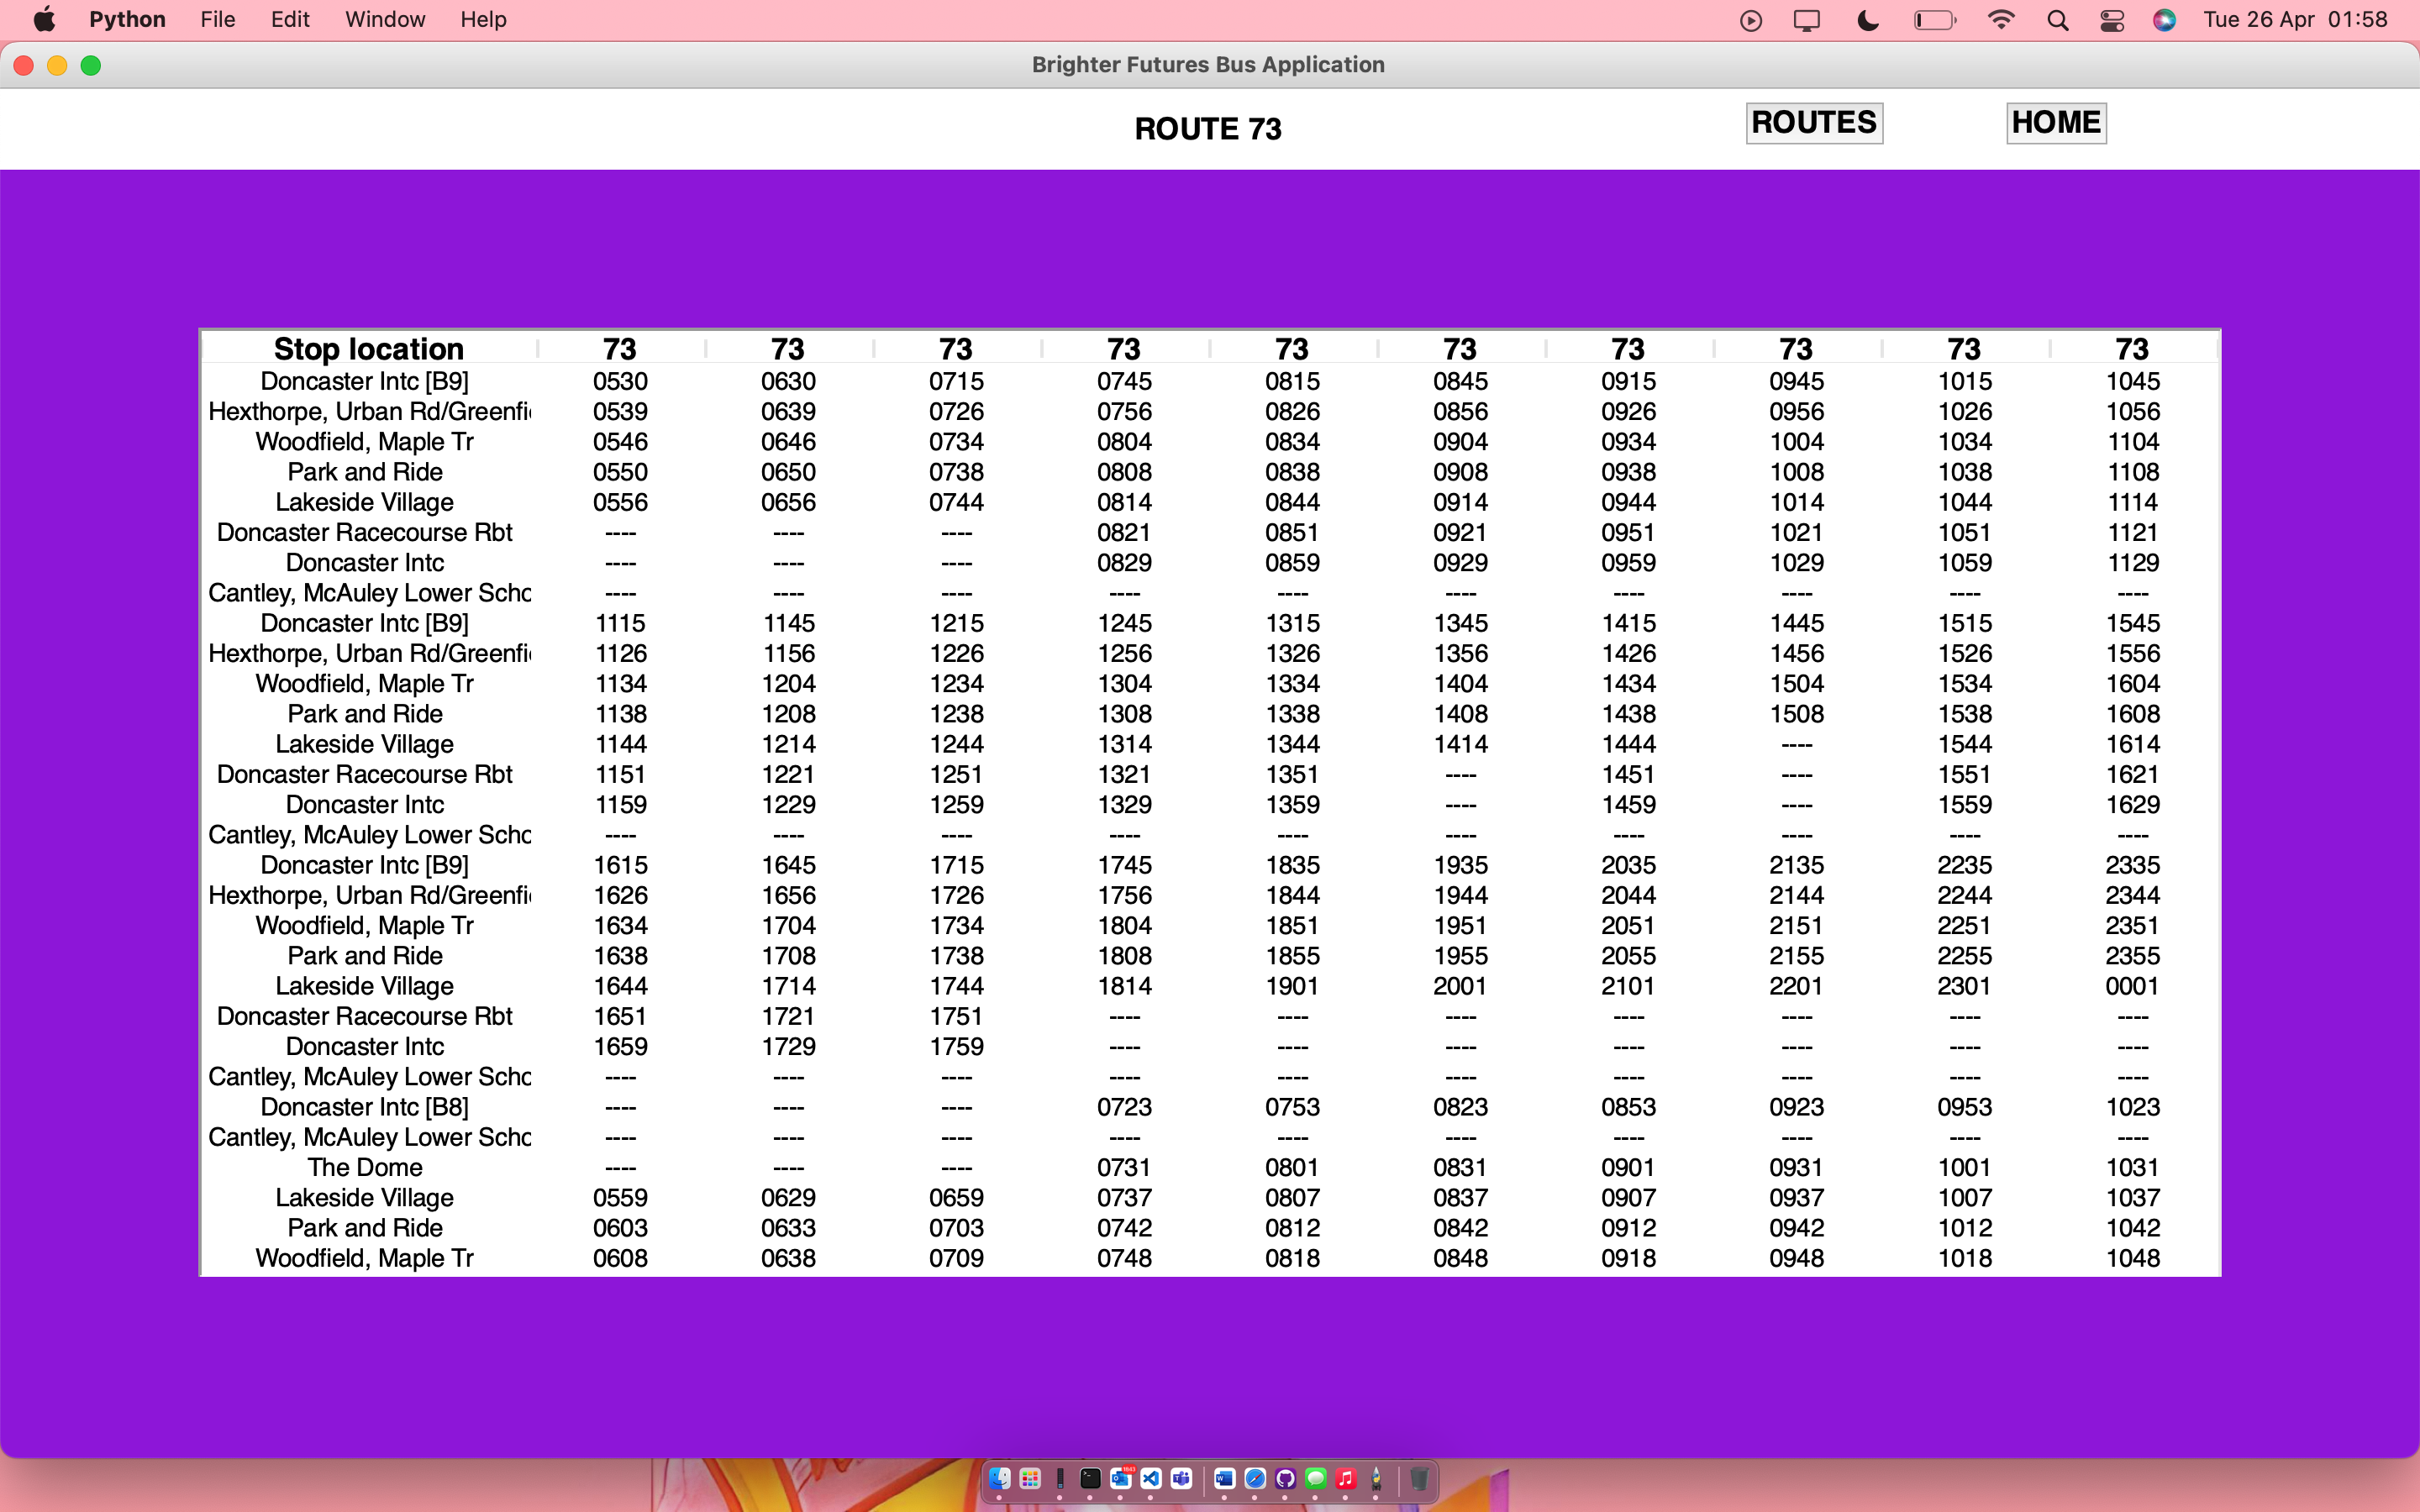 Python File Edit Window Help Tue 26 Apr 01:58
Brighter Futures Bus Application
ROUTE 73 ROUTES HOME
Stop location 73 73 73 73 73 73 73 73 73 73
Doncaster Intc [B9] 0530 0630 0715 0745 0815 0845 0915 0945 1015 1045
Hexthorpe, Urban Rd/Greenfi 0539 0639 0726 0756 0826 0856 0926 0956 1026 1056
Woodfield, Maple Tr 0546 0646 0734 0804 0834 0904 0934 1004 1034 1104
Park and Ride 0550 0650 0738 0808 0838 0908 0938 1008 1038 1108
Lakeside Village 0556 0656 0744 0814 0844 0914 0944 1014 1044 1114
Doncaster Racecourse Rbt ---- ---- ---- 0821 0851 0921 0951 1021 1051 1121
Doncaster Intc ---- ---- ---- 0829 0859 0929 0959 1029 1059 1129
Cantley, McAuley Lower Scho ---- ---- ---- ---- ---- ---- ---- ---- ---- ----
Doncaster Intc [B9] 1115 1145 1215 1245 1315 1345 1415 1445 1515 1545
Hexthorpe, Urban Rd/Greenfi 1126 1156 1226 1256 1326 1356 1426 1456 1526 1556
Woodfield, Maple Tr 1134 1204 1234 1304 1334 1404 1434 1504 1534 1604
Park and Ride 1138 1208 1238 1308 1338 1408 1438 1508 1538 1608
Lakeside Village 1144 1214 1244 1314 1344 1414 1444 ---- 1544 1614
Doncaster Racecourse Rbt 1151 1221 1251 1321 1351 ---- 1451 ---- 1551 1621
Doncaster Intc 1159 1229 1259 1329 1359 ---- 1459 ---- 1559 1629
Cantley, McAuley Lower Scho ---- ---- ---- ---- ---- ---- ---- ---- ---- ----
Doncaster Intc [B9] 1615 1645 1715 1745 1835 1935 2035 2135 2235 2335
Hexthorpe, Urban Rd/Greenfi 1626 1656 1726 1756 1844 1944 2044 2144 2244 2344
Woodfield, Maple Tr 1634 1704 1734 1804 1851 1951 2051 2151 2251 2351
Park and Ride 1638 1708 1738 1808 1855 1955 2055 2155 2255 2355
Lakeside Village 1644 1714 1744 1814 1901 2001 2101 2201 2301 0001
Doncaster Racecourse Rbt 1651 1721 1751 ---- ---- ---- ---- ---- ---- ----
Doncaster Intc 1659 1729 1759 ---- ---- ---- ---- ---- ---- ----
Cantley, McAuley Lower Scho ---- ---- ---- ---- ---- ---- ---- ---- ---- ----
Doncaster Intc [B8] ---- ---- ---- 0723 0753 0823 0853 0923 0953 1023
Cantley, McAuley Lower Scho ---- ---- ---- ---- ---- ---- ---- ---- ---- ----
The Dome ---- ---- ---- 0731 0801 0831 0901 0931 1001 1031
Lakeside Village 0559 0629 0659 0737 0807 0837 0907 0937 1007 1037
Park and Ride 0603 0633 0703 0742 0812 0842 0912 0942 1012 1042
Woodfield, Maple Tr 0608 0638 0709 0748 0818 0848 0918 0948 1018 1048